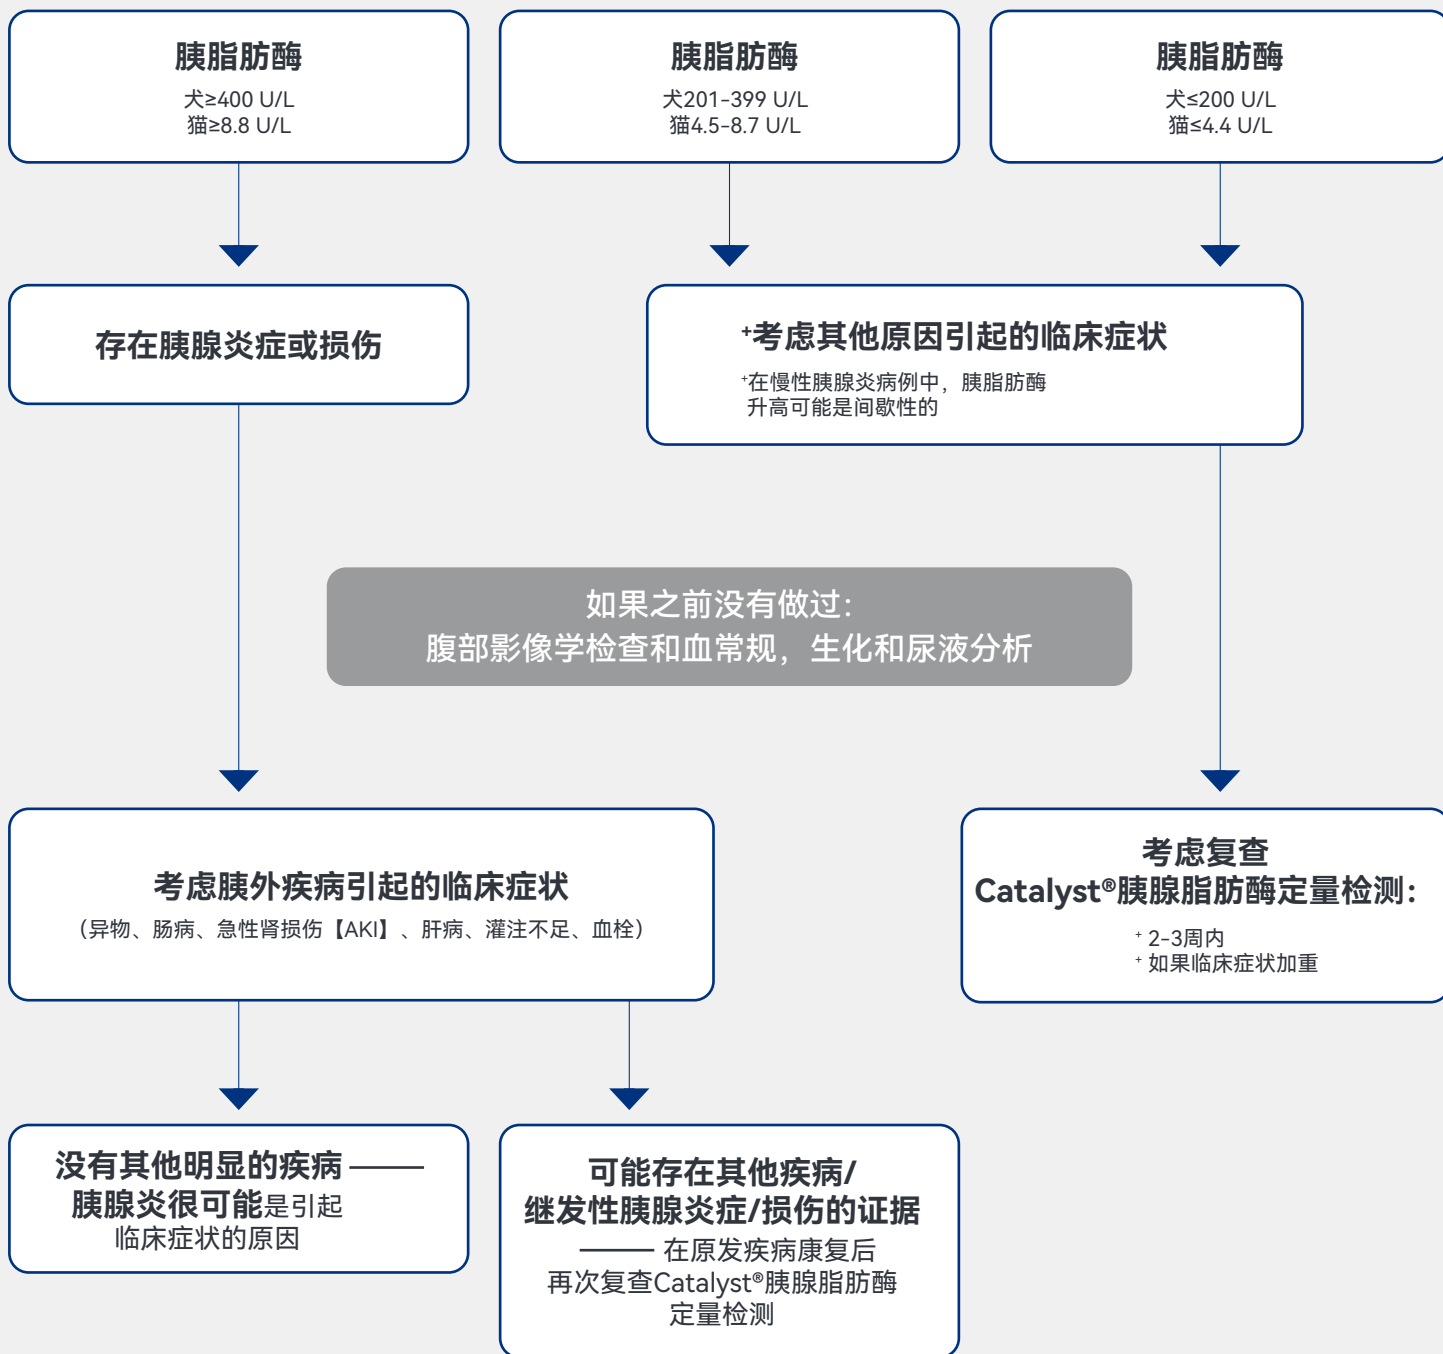 胰脂肪酶
犬≥400 U/L
猫≥8.8 U/L
胰脂肪酶
犬201-399 U/L
猫4.5-8.7 U/L
胰脂肪酶
犬≤200 U/L
猫≤4.4 U/L
存在胰腺炎症或损伤
+考虑其他原因引起的临床症状
+在慢性胰腺炎病例中，胰脂肪酶
升高可能是间歇性的
如果之前没有做过：
腹部影像学检查和血常规，生化和尿液分析
考虑胰外疾病引起的临床症状
（异物、肠病、急性肾损伤【AKI】、肝病、灌注不足、血栓）
考虑复查
Catalyst®胰腺脂肪酶定量检测：
+ 2-3周内
+ 如果临床症状加重
没有其他明显的疾病 ——
胰腺炎很可能是引起
临床症状的原因
可能存在其他疾病/
继发性胰腺炎症/损伤的证据
—— 在原发疾病康复后
再次复查Catalyst®胰腺脂肪酶
定量检测